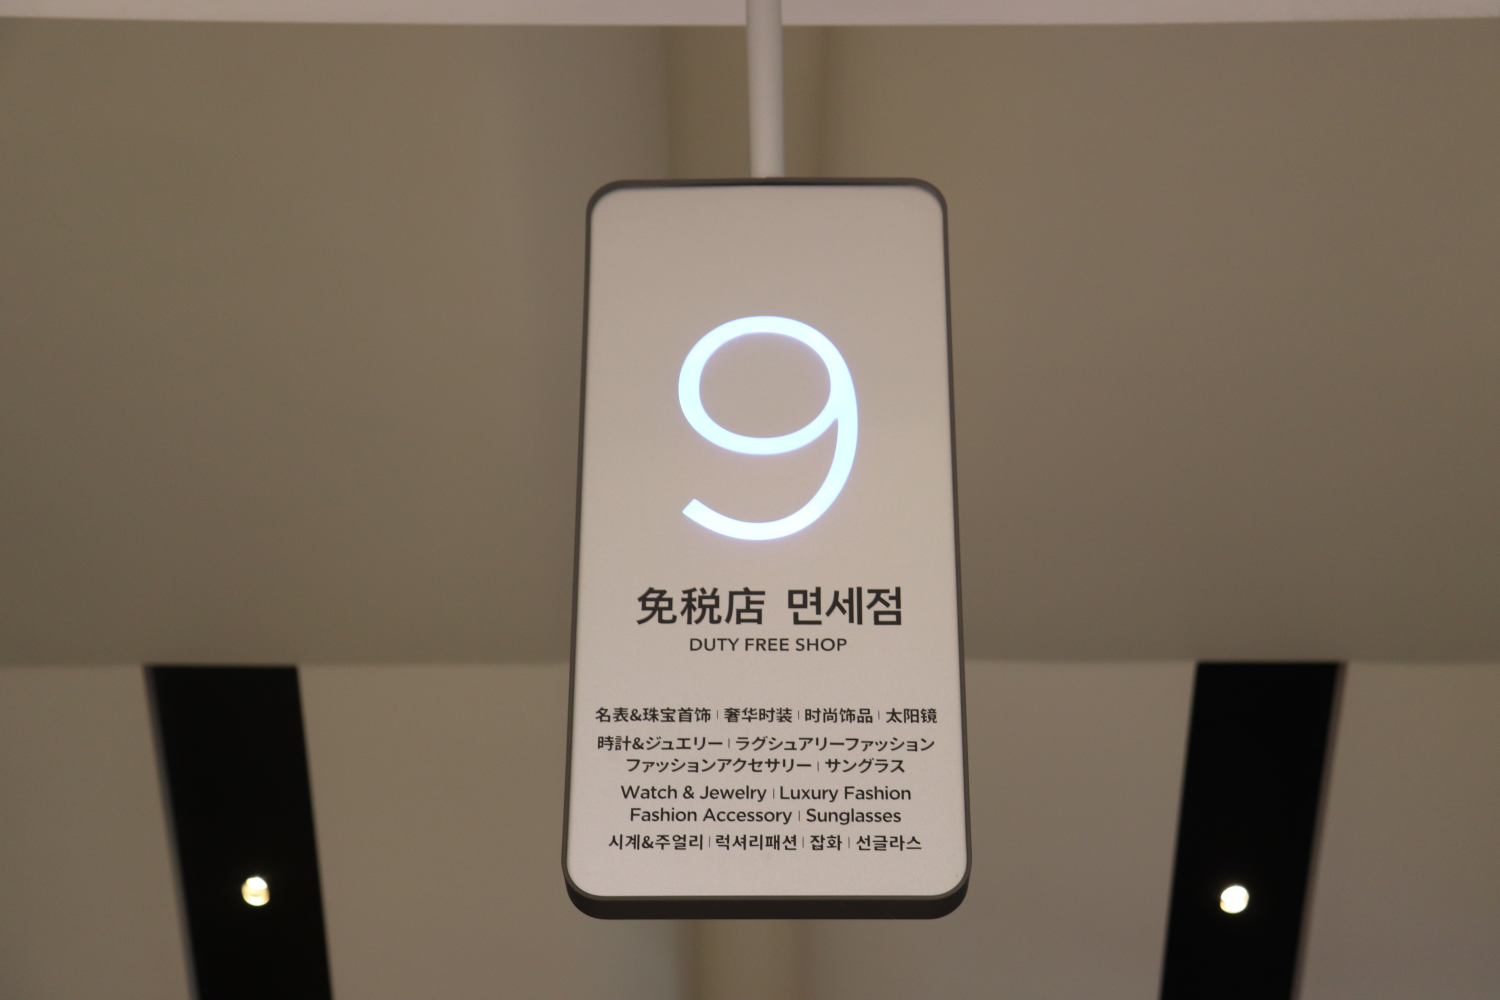 9
免税店 면세점
DUTY FREE SHOP
名表&珠宝首饰 | 奢华时装 | 时尚饰品 | 太阳镜
時計&ジュエリー | ラグシュアリーファッション
ファッションアクセサリー | サングラス
Watch & Jewelry | Luxury Fashion
Fashion Accessory | Sunglasses
시계&주얼리 | 럭셔리패션 | 잡화 | 선글라스